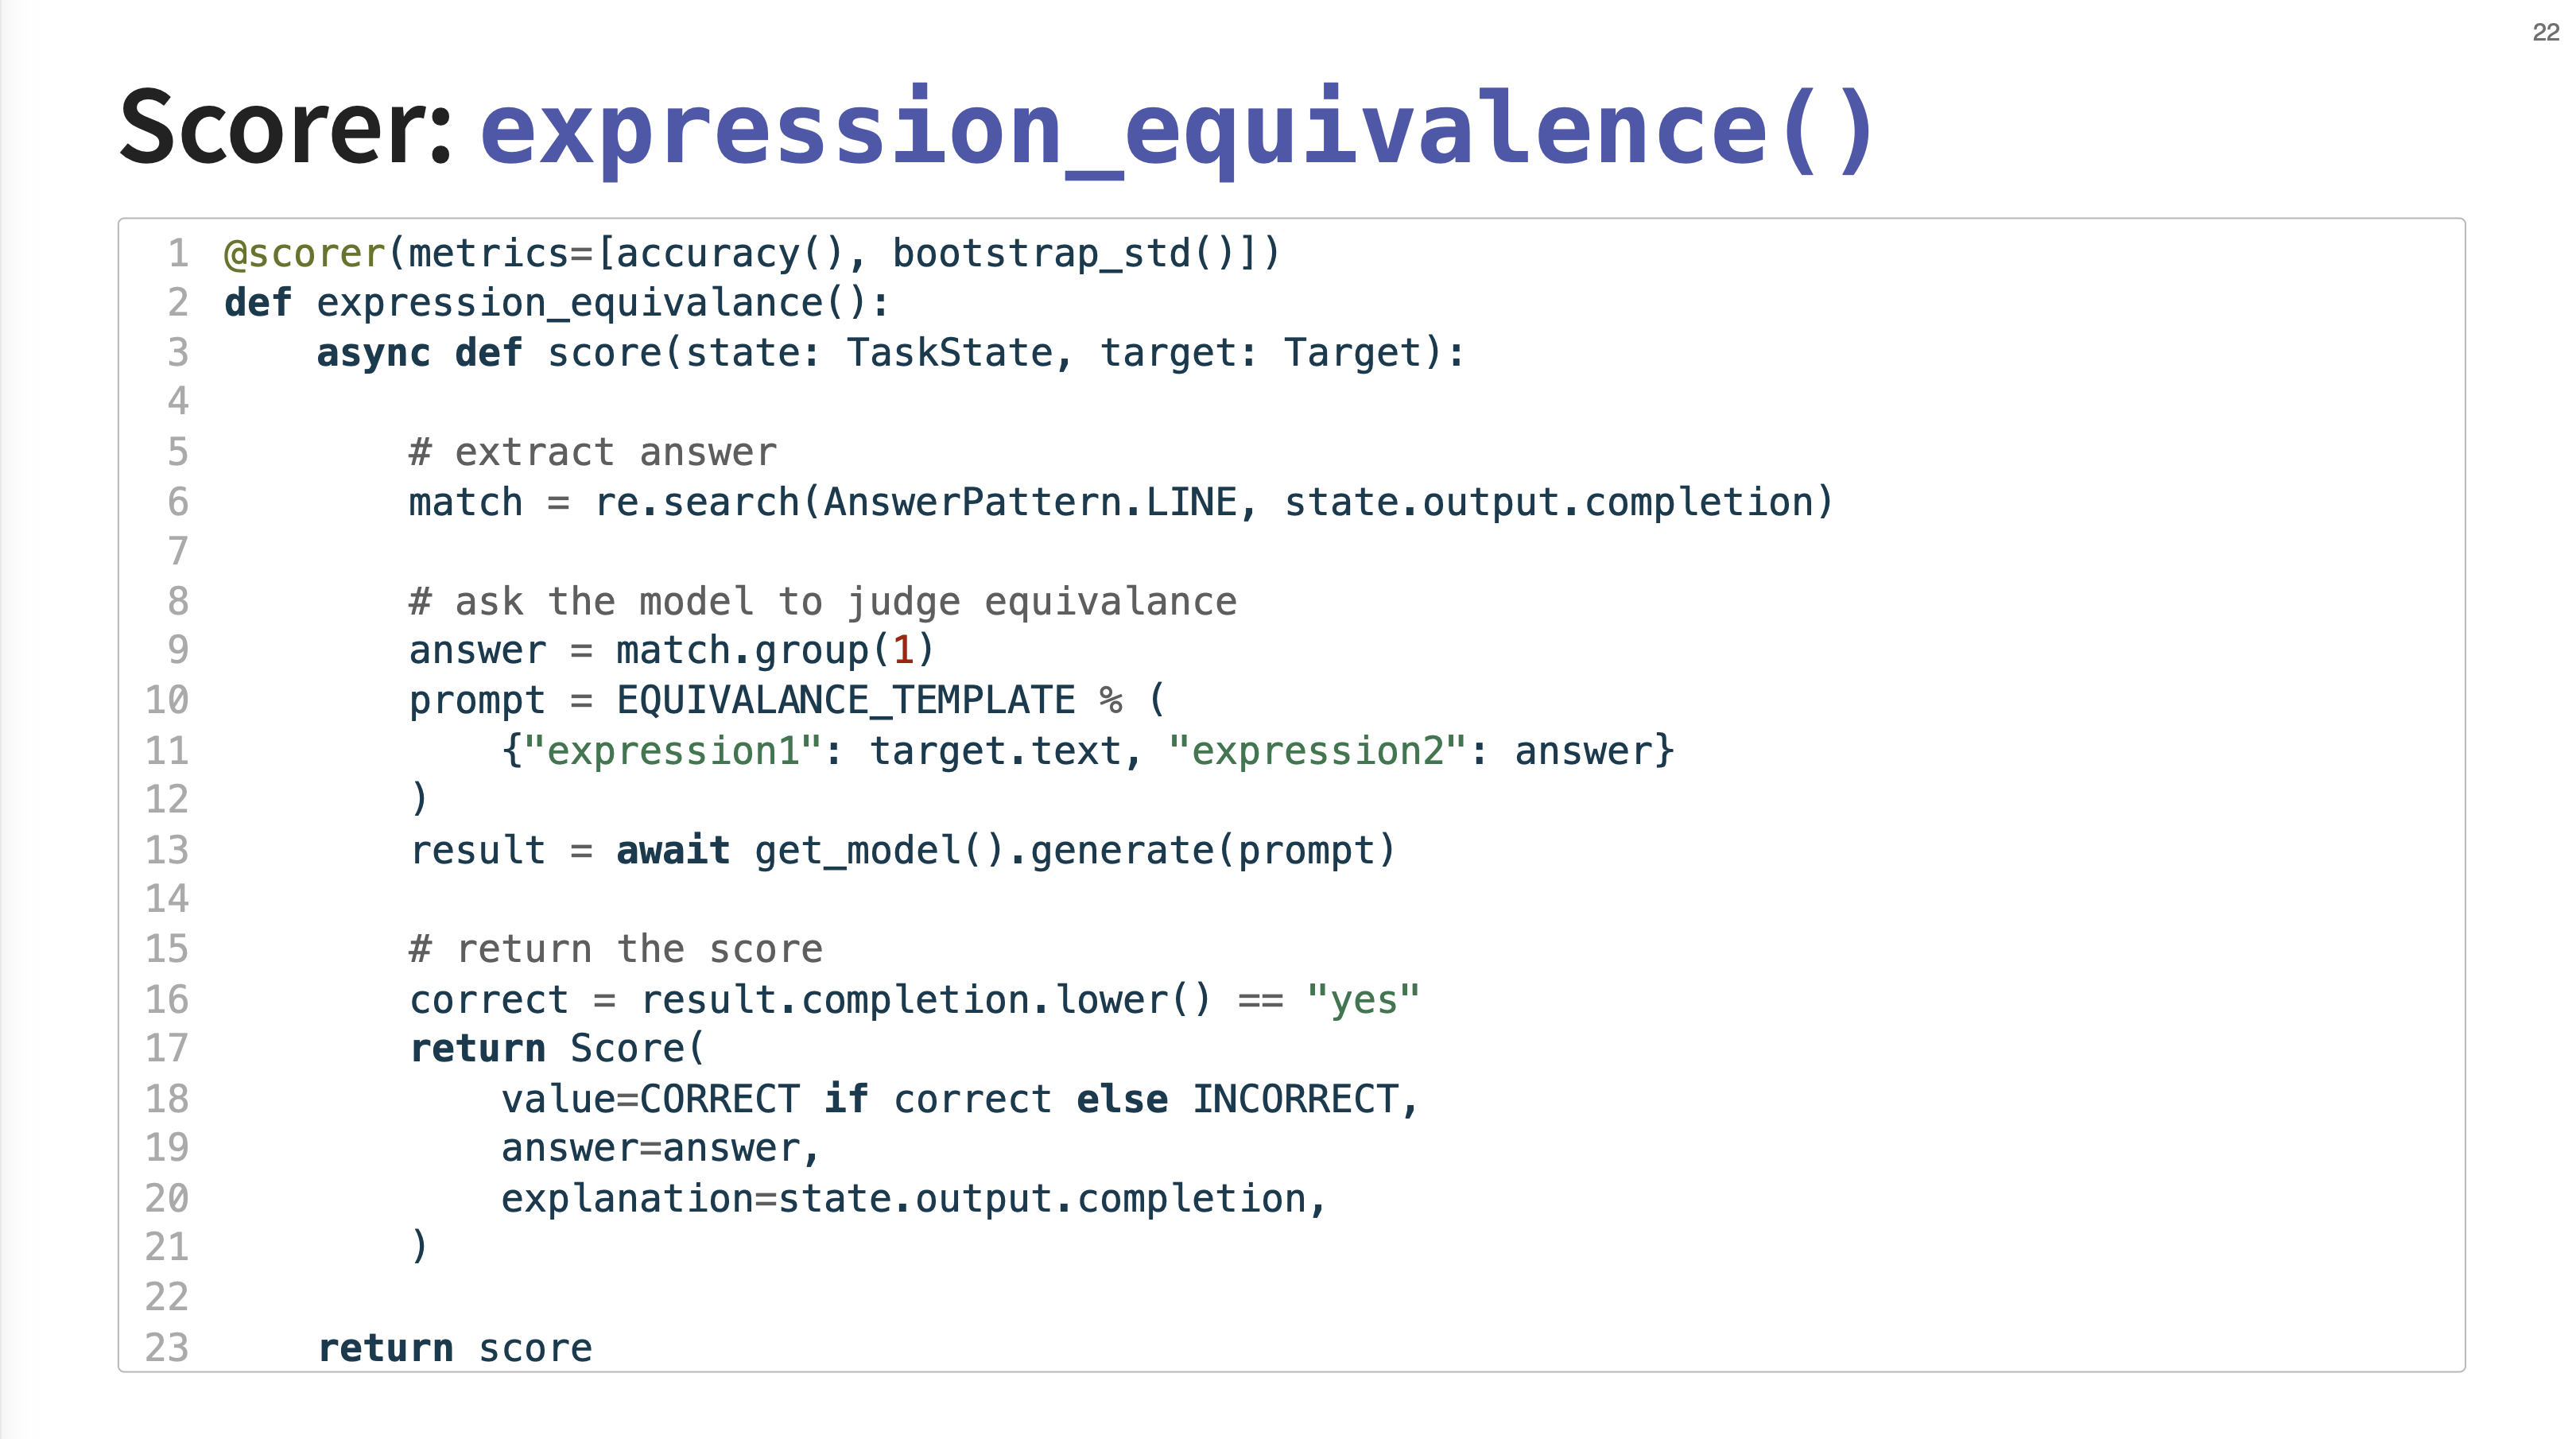 22
Scorer: expression_equivalence()
1 @scorer(metrics=[accuracy(), bootstrap_std()])
2 def expression_equivalance():
3     async def score(state: TaskState, target: Target):
4
5         # extract answer
6         match = re.search(AnswerPattern.LINE, state.output.completion)
7
8         # ask the model to judge equivalance
9         answer = match.group(1)
10         prompt = EQUIVALANCE_TEMPLATE % (
11             {"expression1": target.text, "expression2": answer}
12         )
13         result = await get_model().generate(prompt)
14
15         # return the score
16         correct = result.completion.lower() == "yes"
17         return Score(
18             value=CORRECT if correct else INCORRECT,
19             answer=answer,
20             explanation=state.output.completion,
21         )
22
23     return score